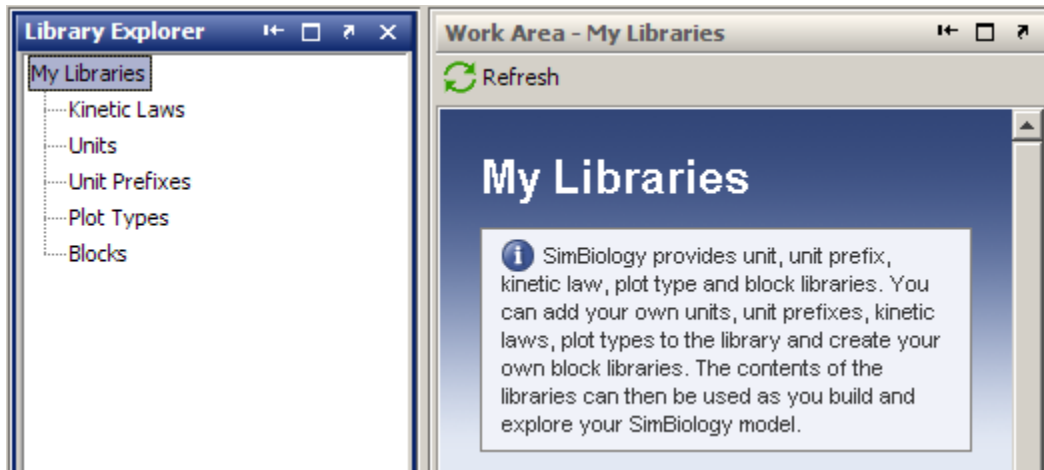 Library Explorer
My Libraries
Kinetic Laws
Units
Unit Prefixes
Plot Types
Blocks
Work Area - My Libraries
Refresh
My Libraries
SimBiology provides unit, unit prefix,
kinetic law, plot type and block libraries. You
can add your own units, unit prefixes, kinetic
laws, plot types to the library and create your
own block libraries. The contents of the
libraries can then be used as you build and
explore your SimBiology model.